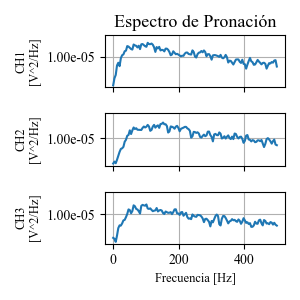 Espectro de Pronación
CH1
[V^2/Hz]
1.00e-05
CH2
[V^2/Hz]
1.00e-05
CH3
[V^2/Hz]
1.00e-05
0 200 400
Frecuencia [Hz]